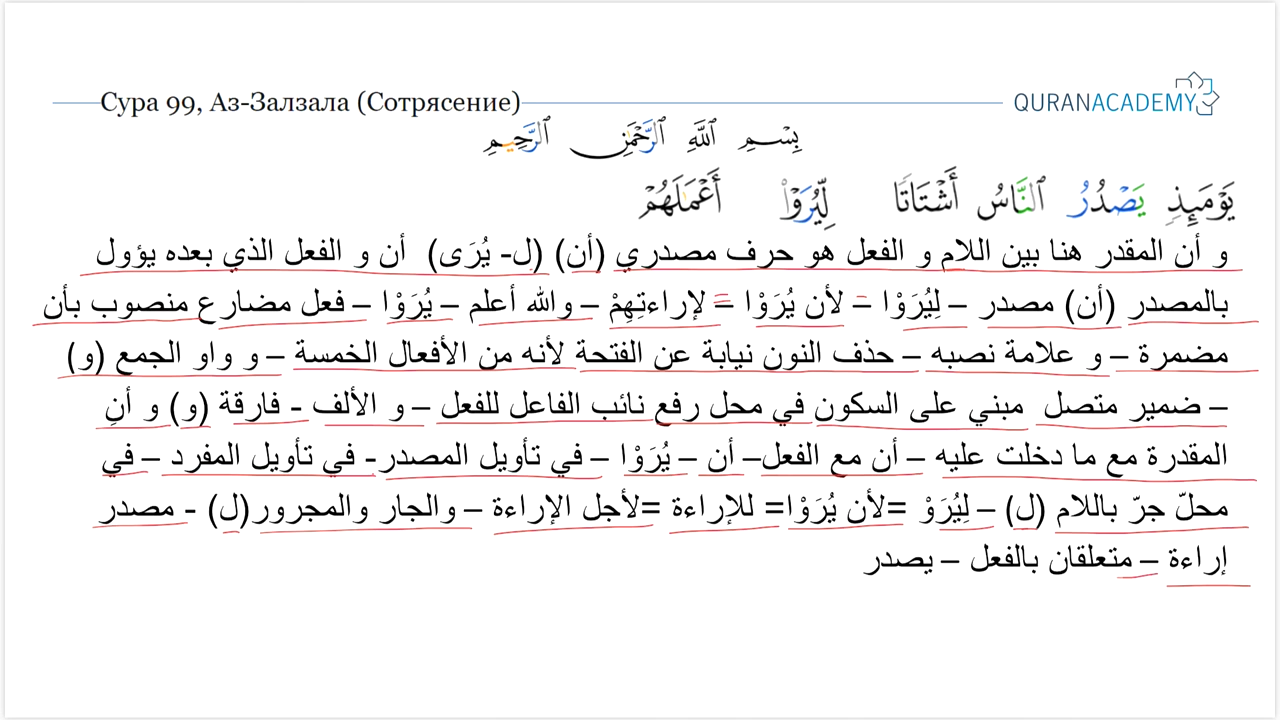 Сура 99, Аз-Залзала (Сотрясение)
QURANACADEMY
بِسْمِ ٱللَّهِ ٱلرَّحْمَٰنِ ٱلرَّحِيمِ
يَوْمَئِذٍ يَصْدُرُ ٱلنَّاسُ أَشْتَاتًا لِّيُرَوْا۟ أَعْمَٰلَهُمْ
و أن المقدر هنا بين اللام و الفعل هو حرف مصدري (أن) (ل- يُرَى) أن و الفعل الذي بعده يؤول
بالمصدر (أن) مصدر – لِيُرَوْا – لأن يُرَوْا = لإراءتِهِمْ – والله أعلم – يُرَوْا – فعل مضارع منصوب بأن
مضمرة – و علامة نصبه – حذف النون نيابة عن الفتحة لأنه من الأفعال الخمسة – و واو الجمع (و)
– ضمير متصل مبني على السكون في محل رفع نائب الفاعل للفعل – و الألف - فارقة (و) و أنِ
المقدرة مع ما دخلت عليه – أن مع الفعل– أن – يُرَوْا – في تأويل المصدر- في تأويل المفرد – في
محلّ جرّ باللام (ل) – لِيُرَوْ =لأن يُرَوْا= للإراءة =لأجل الإراءة – والجار والمجرور(ل) - مصدر
إراءة – متعلقان بالفعل – يصدر